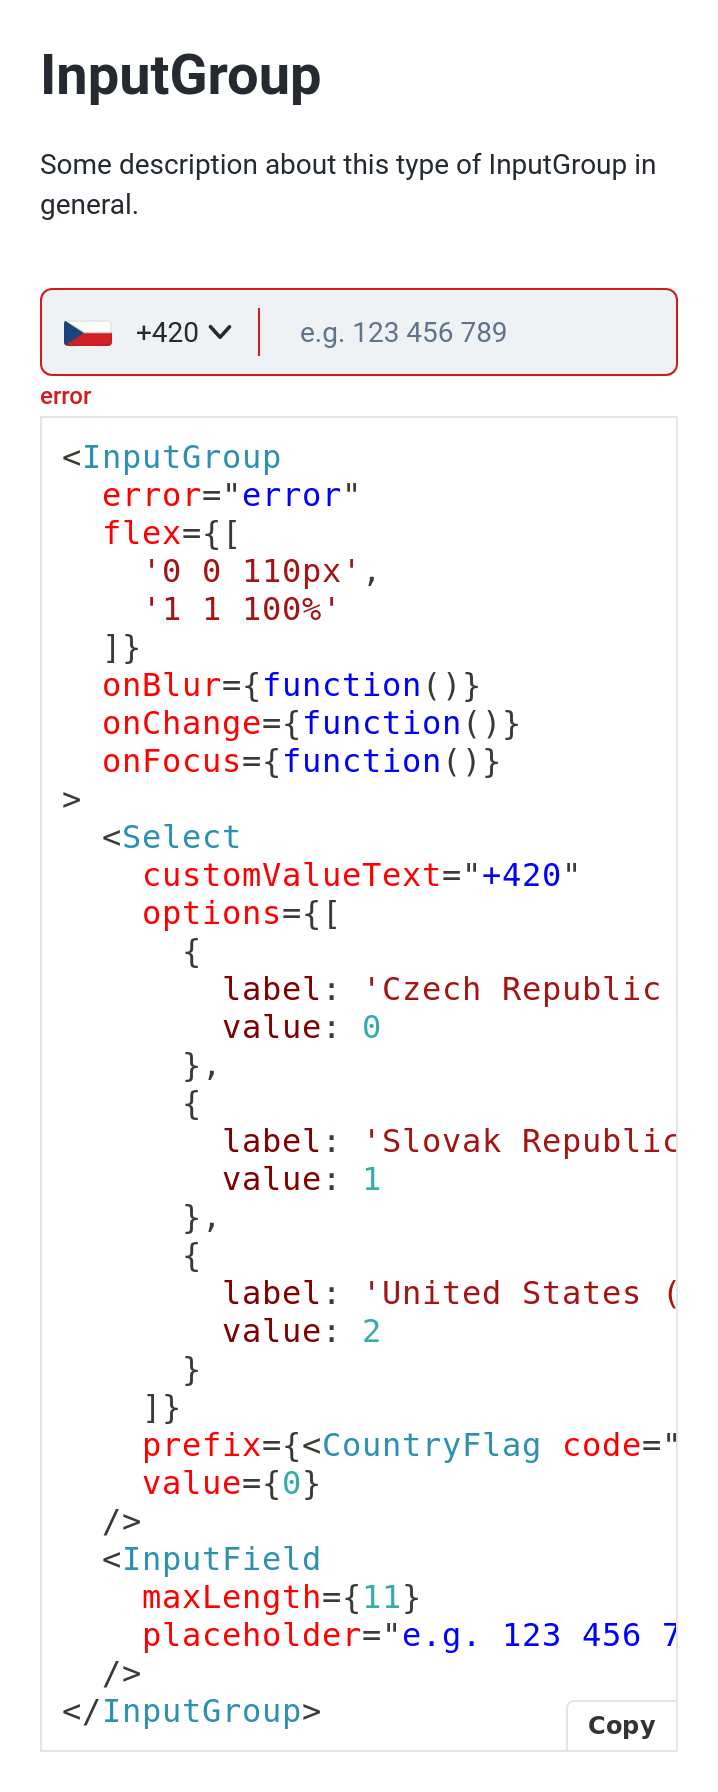 InputGroup
Some description about this type of InputGroup in
general.
+420
e.g. 123 456 789
error
<InputGroup
  error="error"
  flex={[
    '0 0 110px',
    '1 1 100%'
  ]}
  onBlur={function()}
  onChange={function()}
  onFocus={function()}
>
  <Select
    customValueText="+420"
    options={[
      {
        label: 'Czech Republic
        value: 0
      },
      {
        label: 'Slovak Republic
        value: 1
      },
      {
        label: 'United States (
        value: 2
      }
    ]}
    prefix={<CountryFlag code="
    value={0}
  />
  <InputField
    maxLength={11}
    placeholder="e.g. 123 456 7
  />
</InputGroup>
Copy